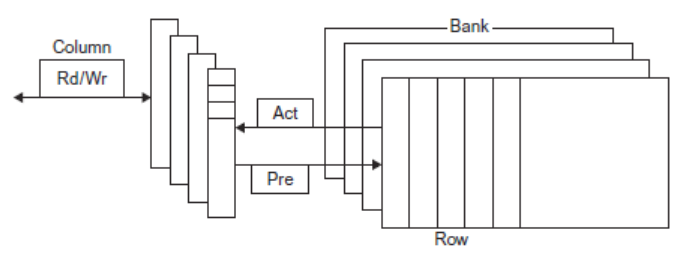 Column
Rd/Wr
Act
Pre
Bank
Row